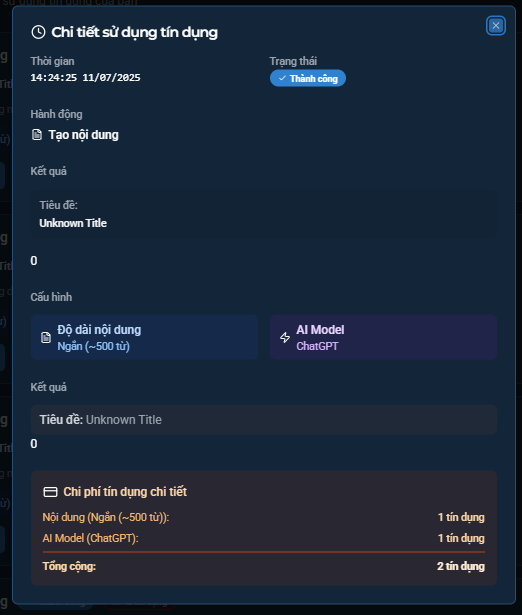 Chi tiết sử dụng tín dụng
Thời gian
14:24:25 11/07/2025
Trạng thái
Thành công
Hành động
Tạo nội dung
Kết quả
Tiêu đề:
Unknown Title
0
Cấu hình
Độ dài nội dung
Ngắn (~500 từ)
AI Model
ChatGPT
Kết quả
Tiêu đề: Unknown Title
0
Chi phí tín dụng chi tiết
Nội dung (Ngắn (~500 từ)): 1 tín dụng
AI Model (ChatGPT): 1 tín dụng
Tổng cộng: 2 tín dụng